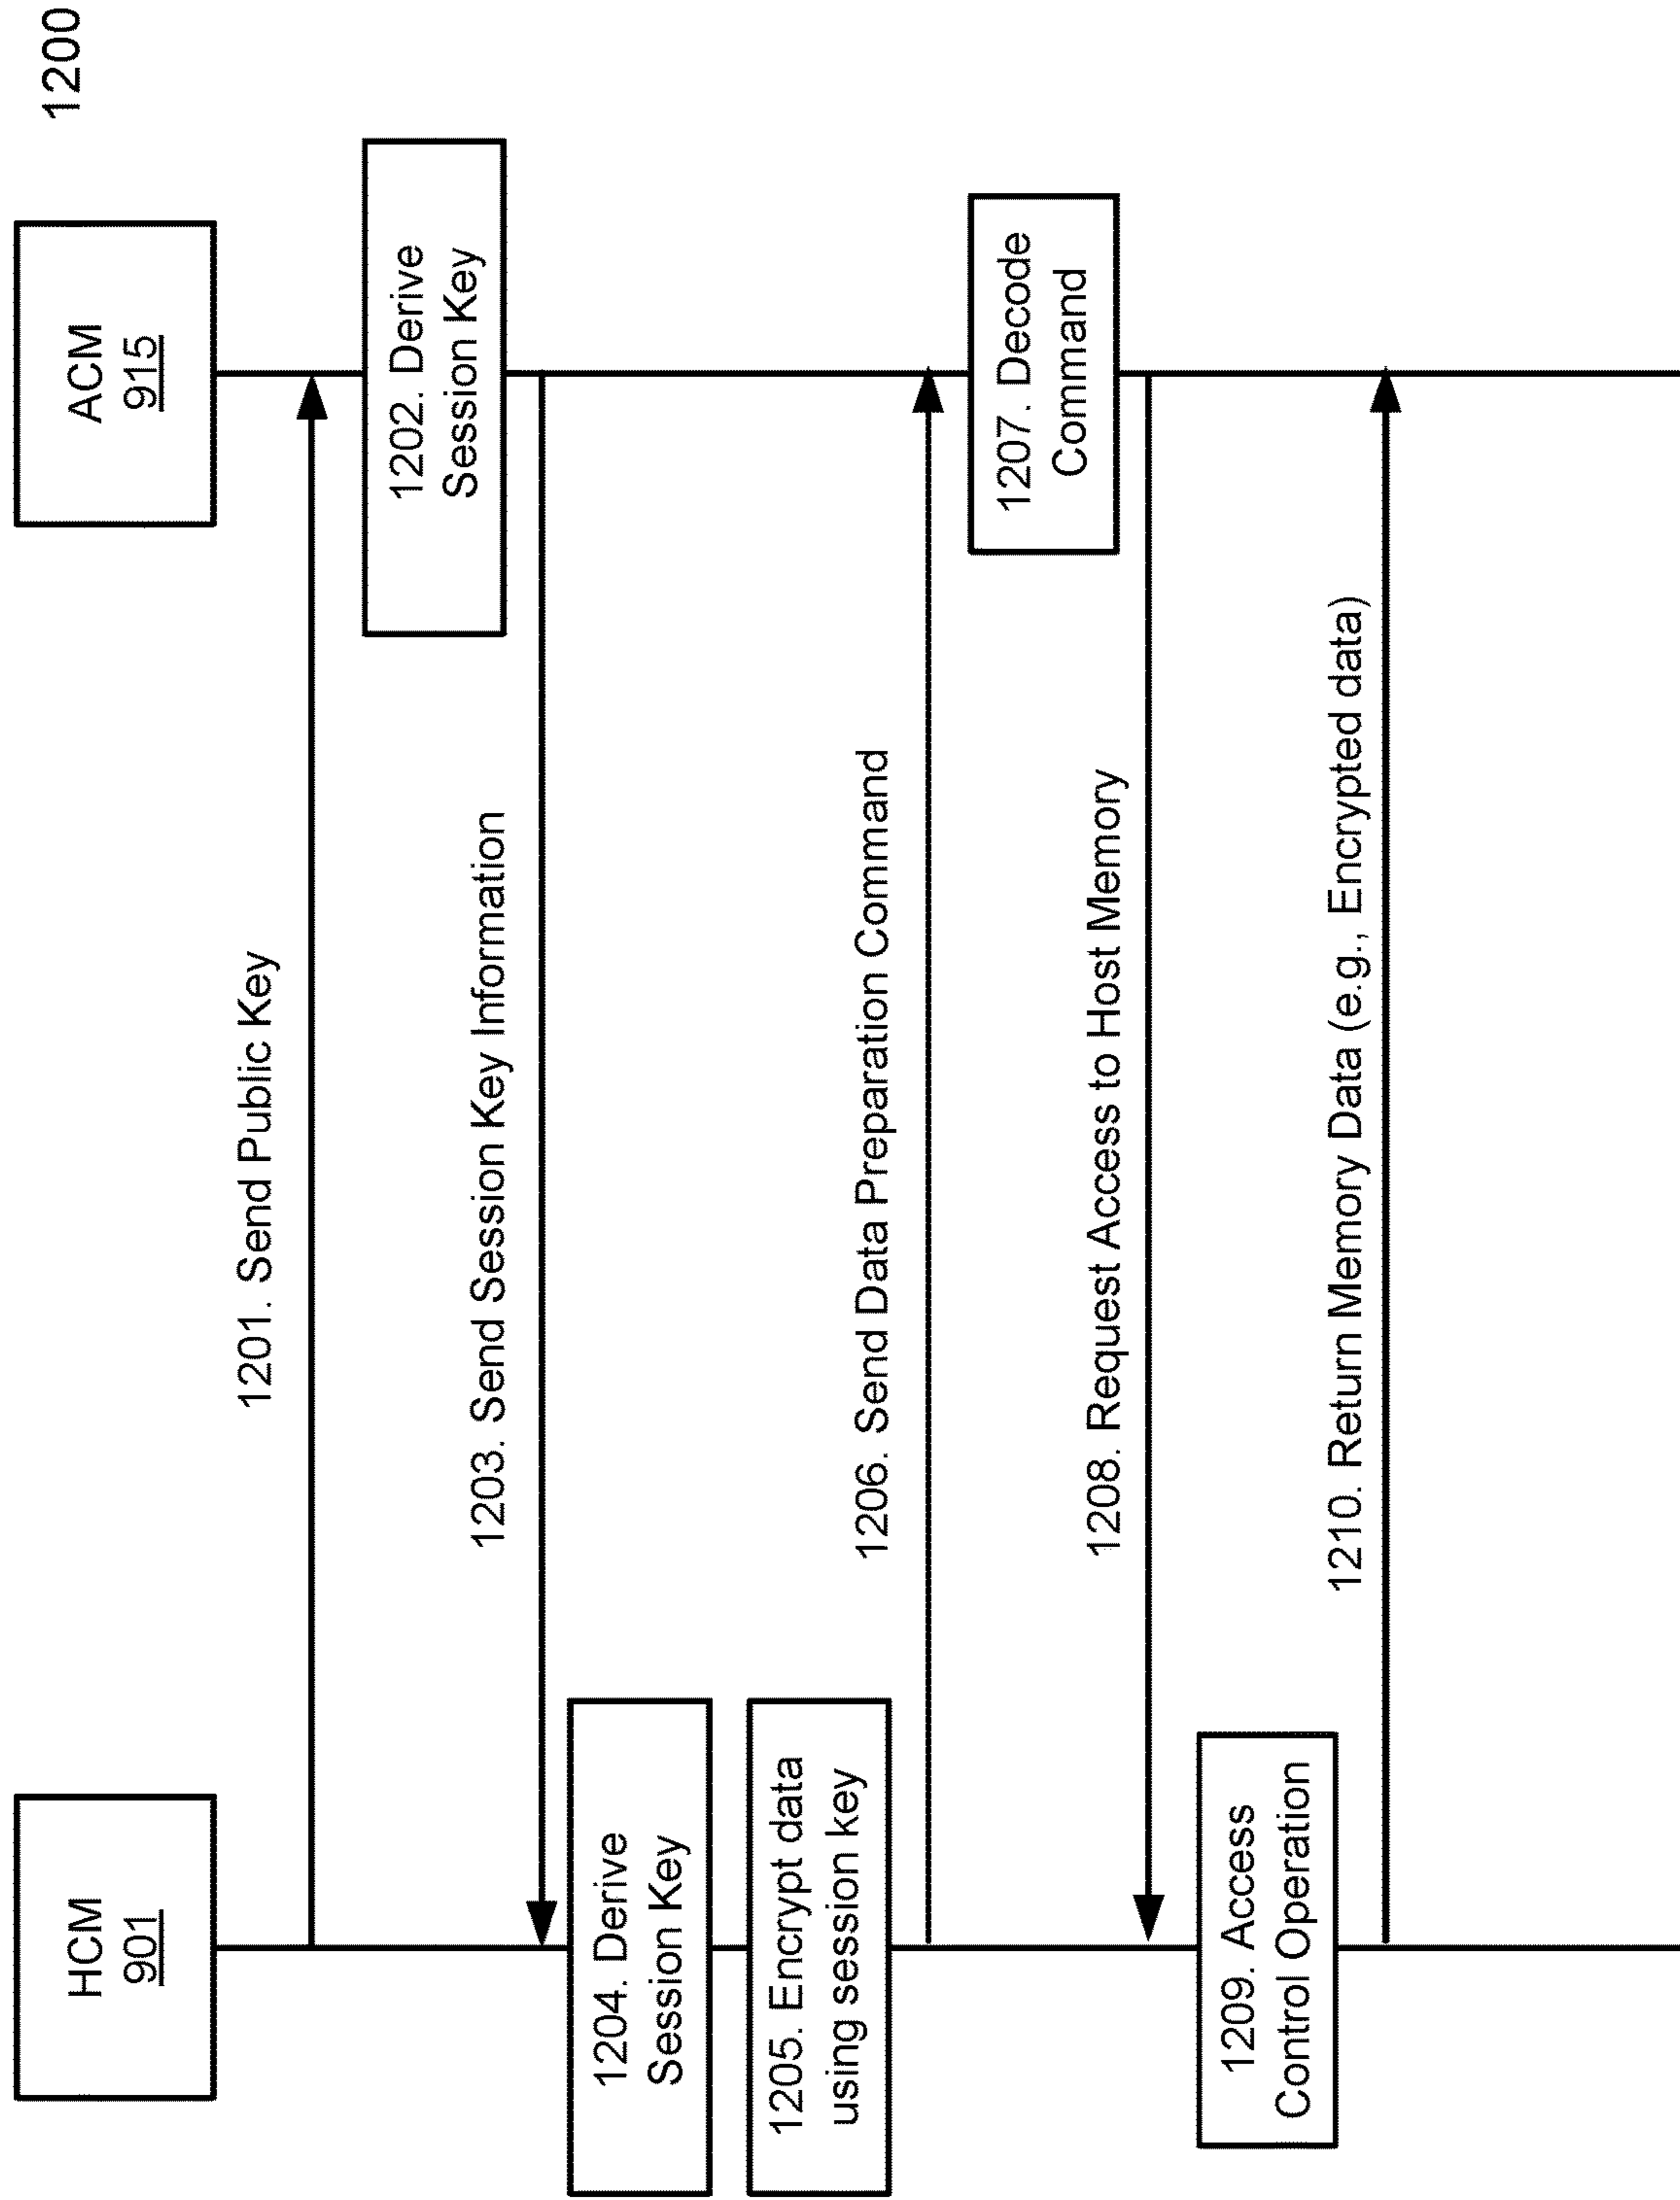 1200
HCM
901
ACM
915
1201. Send Public Key
1202. Derive
Session Key
1203. Send Session Key Information
1204. Derive
Session Key
1205. Encrypt data
using session key
1206. Send Data Preparation Command
1207. Decode
Command
1208. Request Access to Host Memory
1209. Access
Control Operation
1210. Return Memory Data (e.g., Encrypted data)